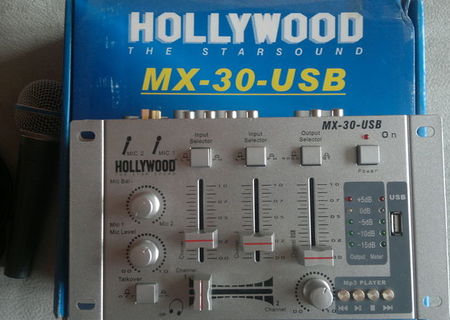 HOLLYWOOD
THE STARSOUND
MX-30-USB
MX-30-USB
MIC 2
MIC 1
Input
Selector
Input
Selector
Output
Selector
On
HOLLYWOOD
Power
Mic Bal
USB
+5dB
0dB
-5dB
-10dB
-15dB
Mic 1
Mic 2
Mic Level
Output Meter
Talkover
Channel
Mp3 PLAYER